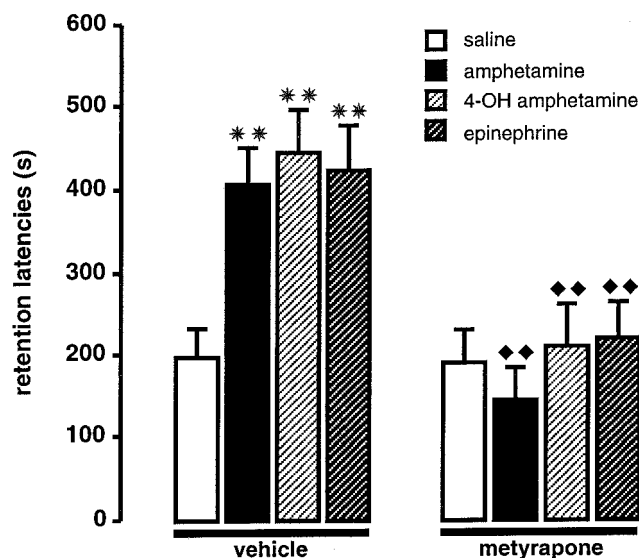 600
500
400
300
200
100
0
retention latencies (s)
saline
amphetamine
4-OH amphetamine
epinephrine
** ** **
◆◆ ◆◆ ◆◆
vehicle
metyrapone